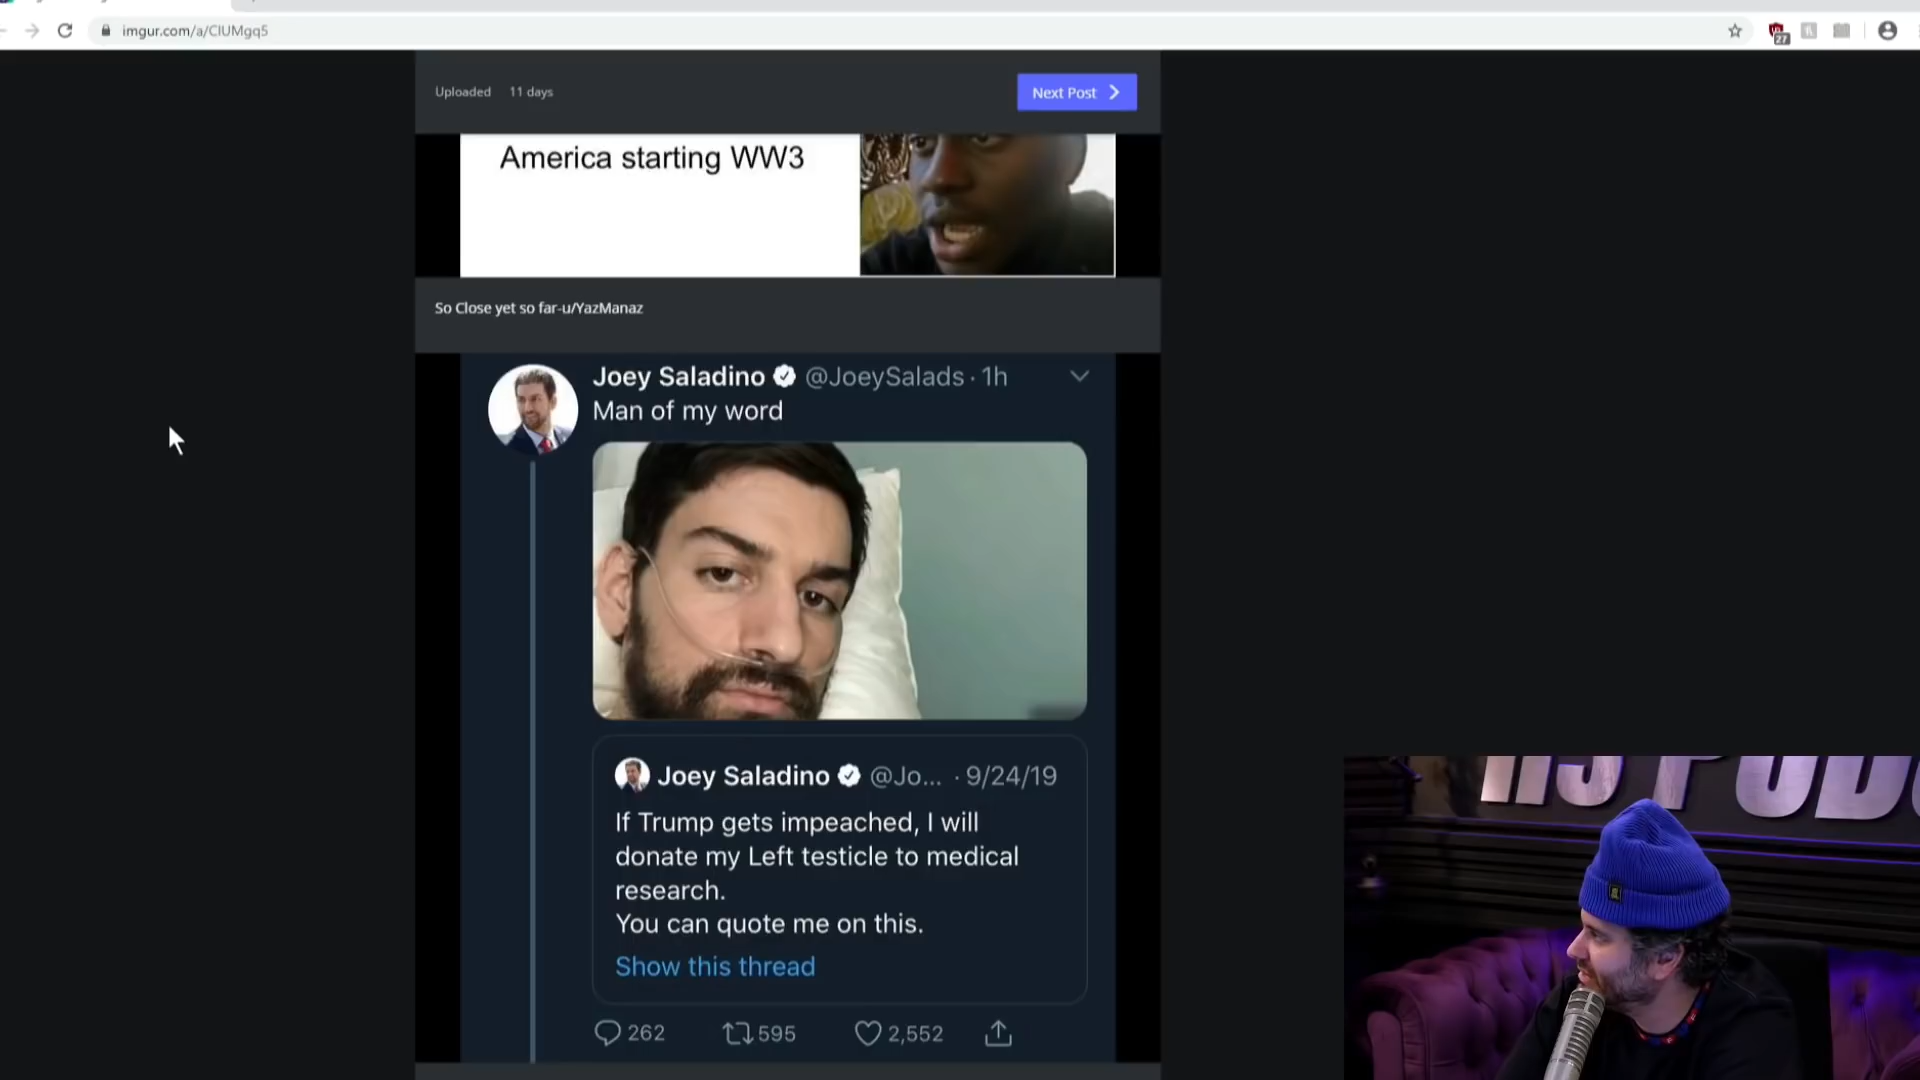 imgur.com/a/CIUMgq5
27
Uploaded 11 days
Next Post
America starting WW3
So Close yet so far-u/YazManaz
Joey Saladino @JoeySalads · 1h
Man of my word
Joey Saladino @Jo... · 9/24/19
If Trump gets impeached, I will
donate my Left testicle to medical
research.
You can quote me on this.
Show this thread
262 595 2,552